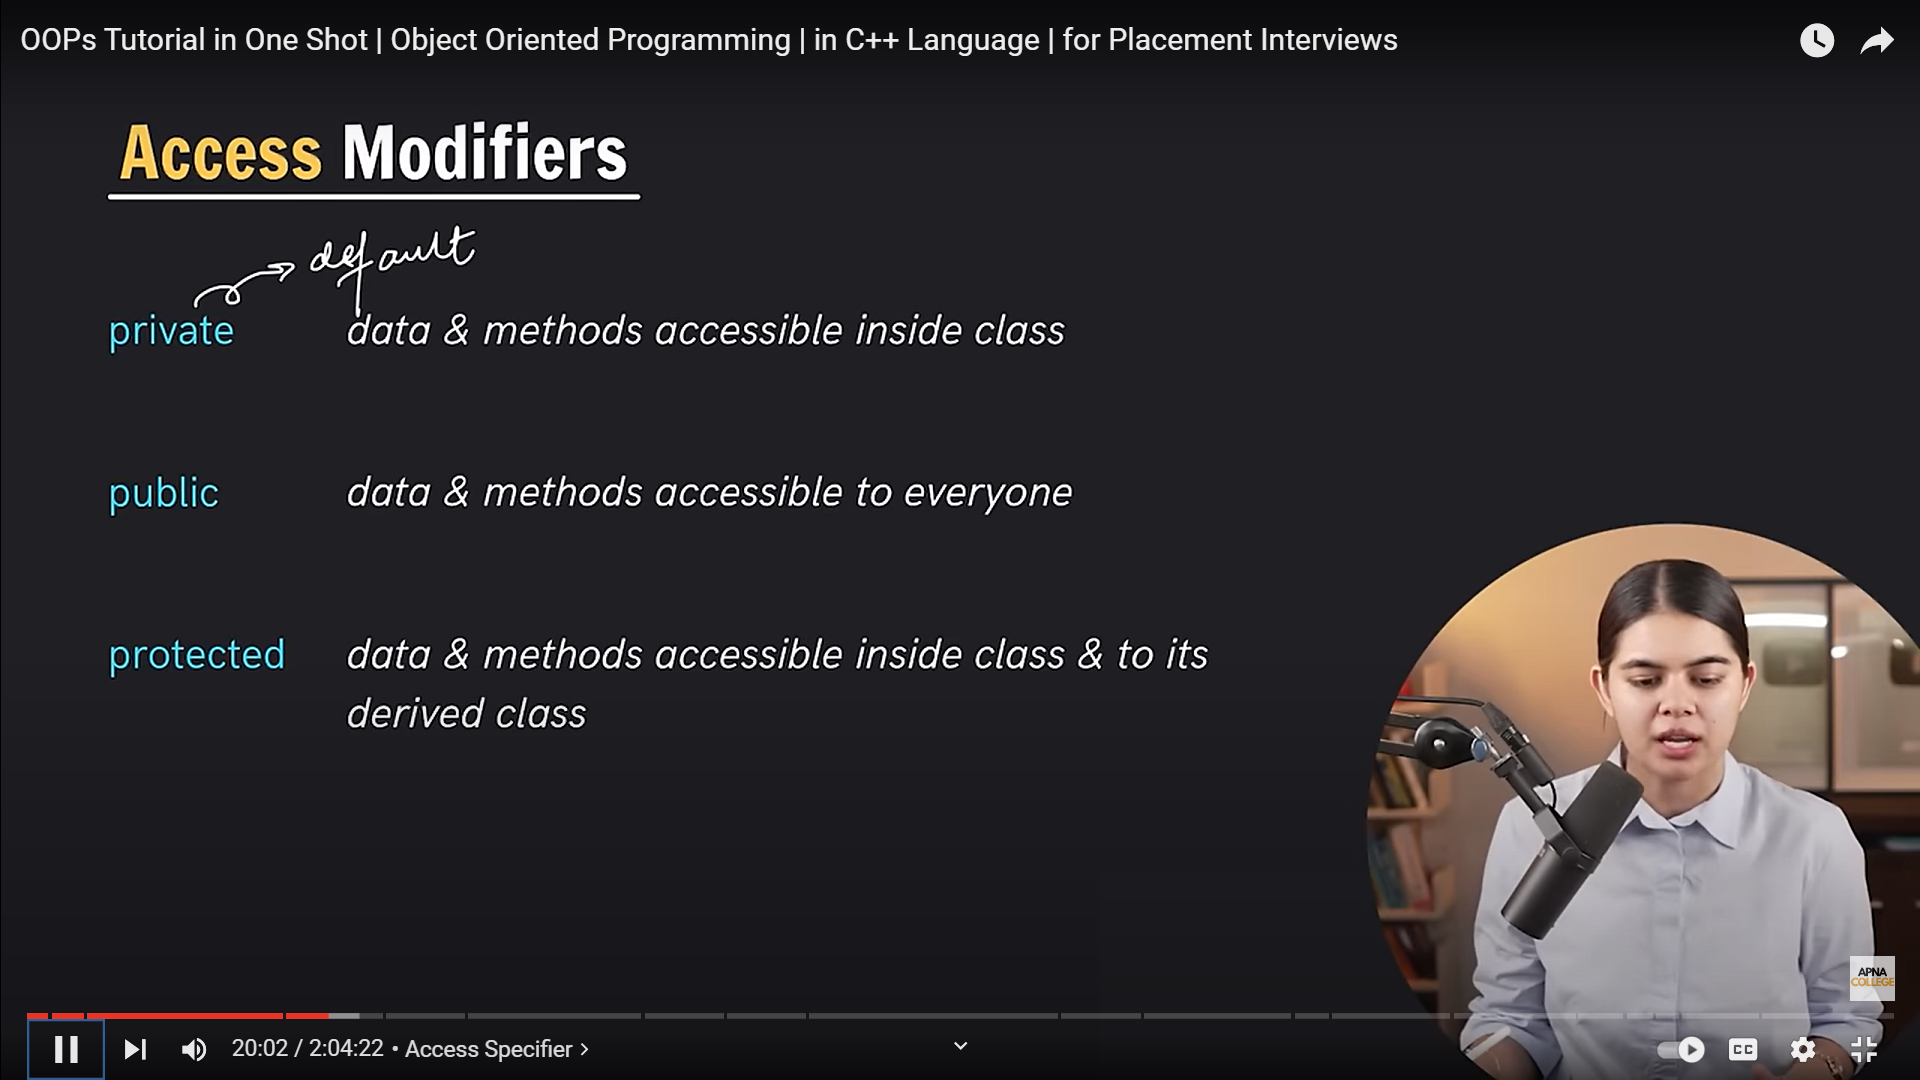 OOPs Tutorial in One Shot | Object Oriented Programming | in C++ Language | for Placement Interviews
Access Modifiers
default
private data & methods accessible inside class
public data & methods accessible to everyone
protected data & methods accessible inside class & to its
derived class
APNA
COLLEGE
20:02 / 2:04:22 • Access Specifier >
CC